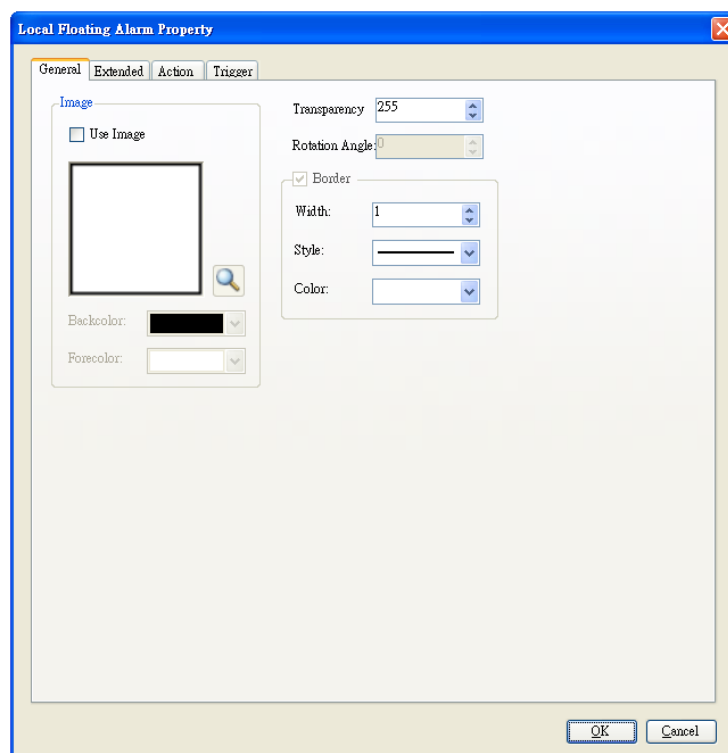 Local Floating Alarm Property
General Extended Action Trigger
Image
Use Image
Backcolor:
Forecolor:
Transparency 255
Rotation Angle: 0
Border
Width: 1
Style:
Color:
OK Cancel